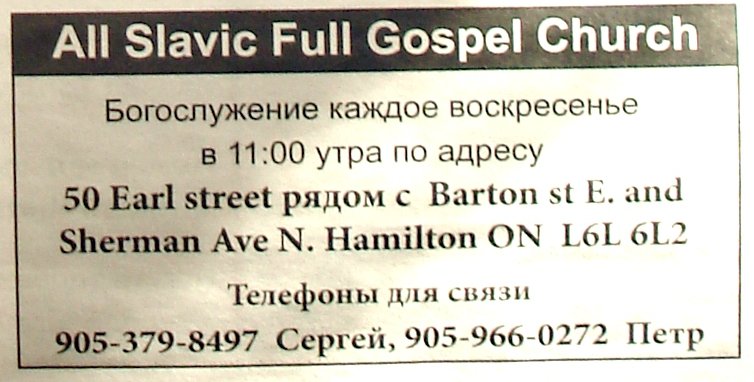 All Slavic Full Gospel Church
Богослужение каждое воскресенье
в 11:00 утра по адресу
50 Earl street рядом с Barton st E. and
Sherman Ave N. Hamilton ON L6L 6L2
Телефоны для связи
905-379-8497 Сергей, 905-966-0272 Петр